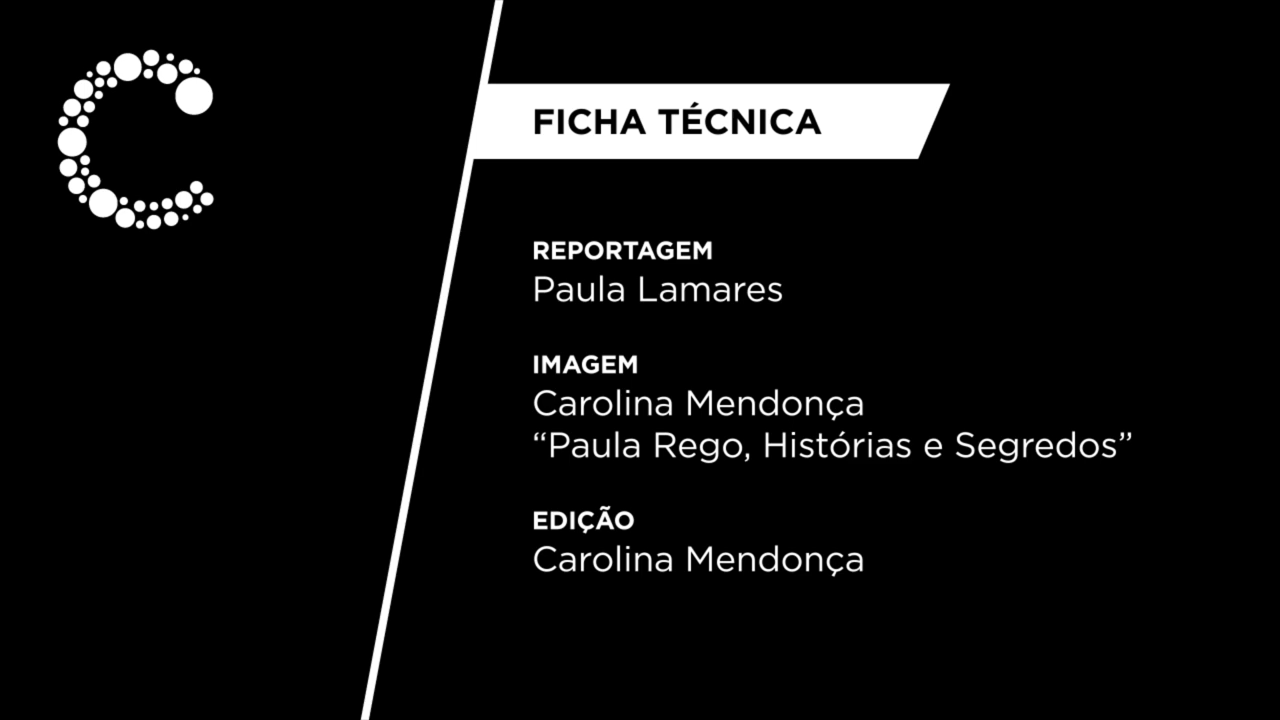 FICHA TÉCNICA
REPORTAGEM
Paula Lamares
IMAGEM
Carolina Mendonça
“Paula Rego, Histórias e Segredos”
EDIÇÃO
Carolina Mendonça